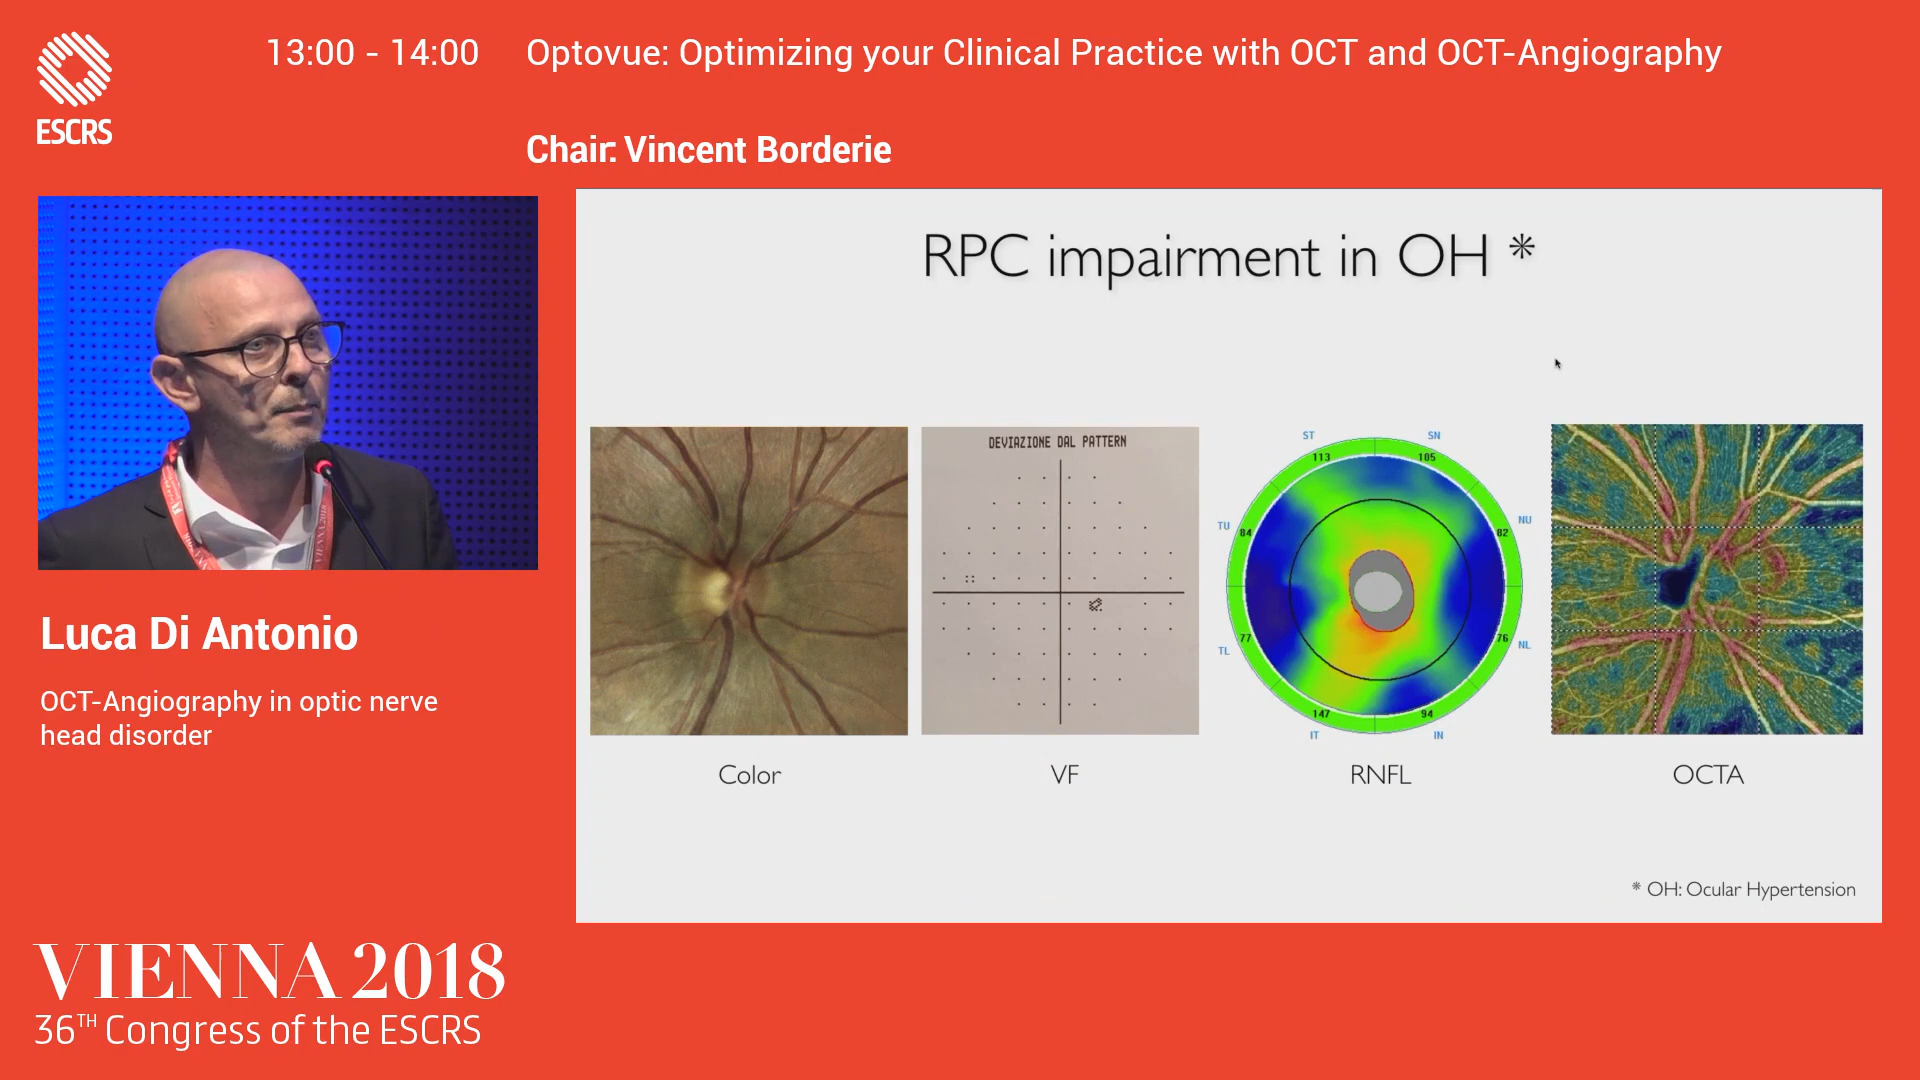 ESCRS
13:00 - 14:00 Optovue: Optimizing your Clinical Practice with OCT and OCT-Angiography
Chair: Vincent Borderie
RPC impairment in OH *
DEVIAZIONE DAL PATTERN
ST SN
113 105
TU NU
84 82
77 76
TL NL
147 94
IT IN
Color VF RNFL OCTA
* OH: Ocular Hypertension
Luca Di Antonio
OCT-Angiography in optic nerve
head disorder
VIENNA 2018
36TH Congress of the ESCRS